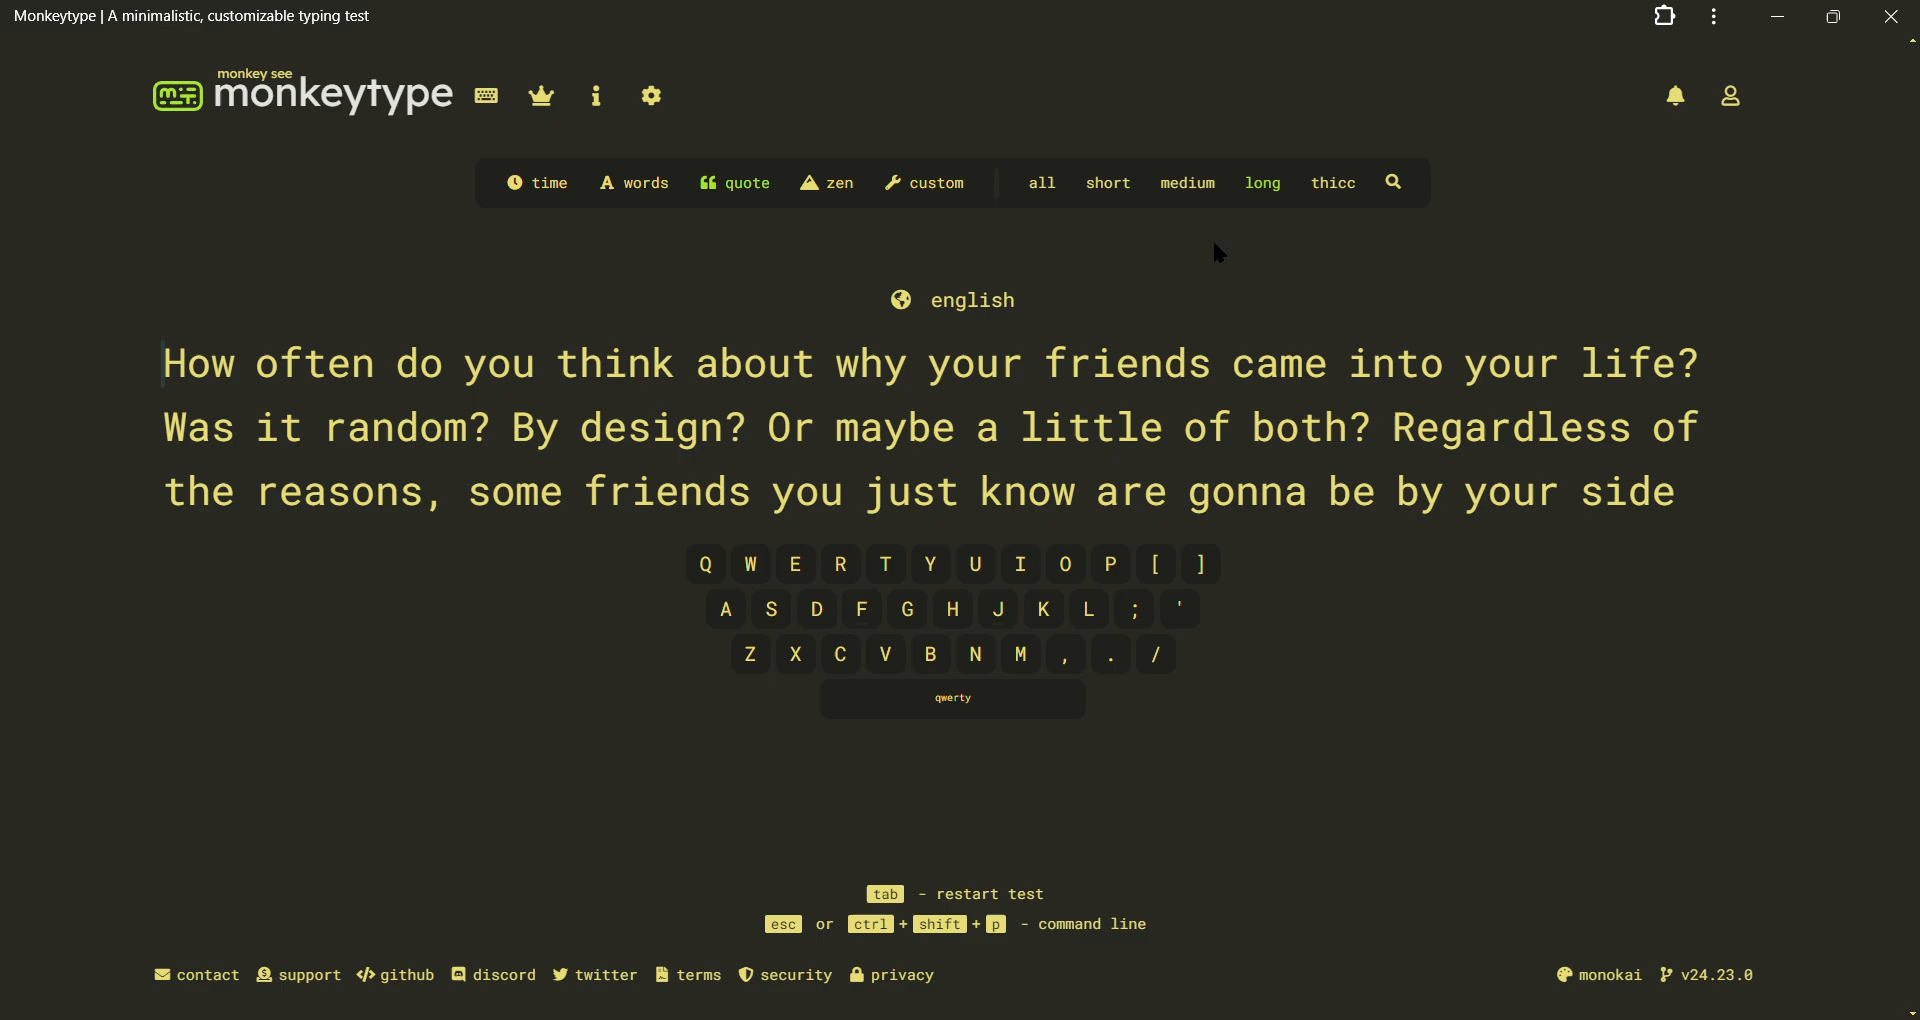 Monkeytype | A minimalistic, customizable typing test
monkey see
monkeytype
time words quote zen custom all short medium long thicc
english
How often do you think about why your friends came into your life?
Was it random? By design? Or maybe a little of both? Regardless of
the reasons, some friends you just know are gonna be by your side
Q W E R T Y U I O P [ ]
A S D F G H J K L ; '
Z X C V B N M , . /
qwerty
tab - restart test
esc or ctrl + shift + p - command line
contact support github discord twitter terms security privacy monokai v24.23.0